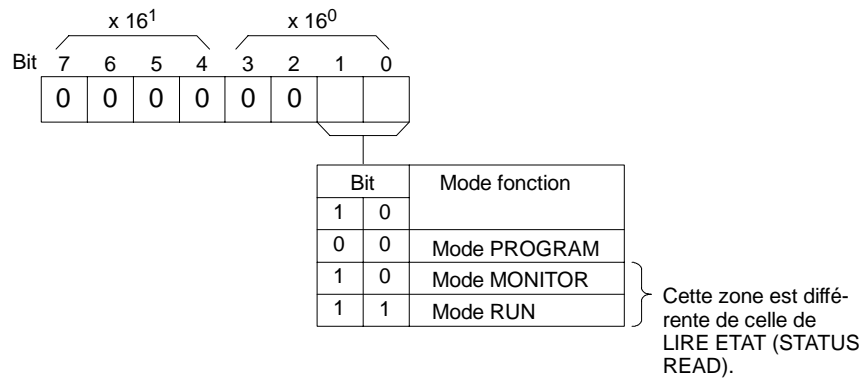 x 16¹ x 16⁰
Bit 7 6 5 4 3 2 1 0
0 0 0 0 0 0
Bit Mode fonction
1 0
0 0 Mode PROGRAM
1 0 Mode MONITOR
1 1 Mode RUN
Cette zone est diffé-
rente de celle de
LIRE ETAT (STATUS
READ).